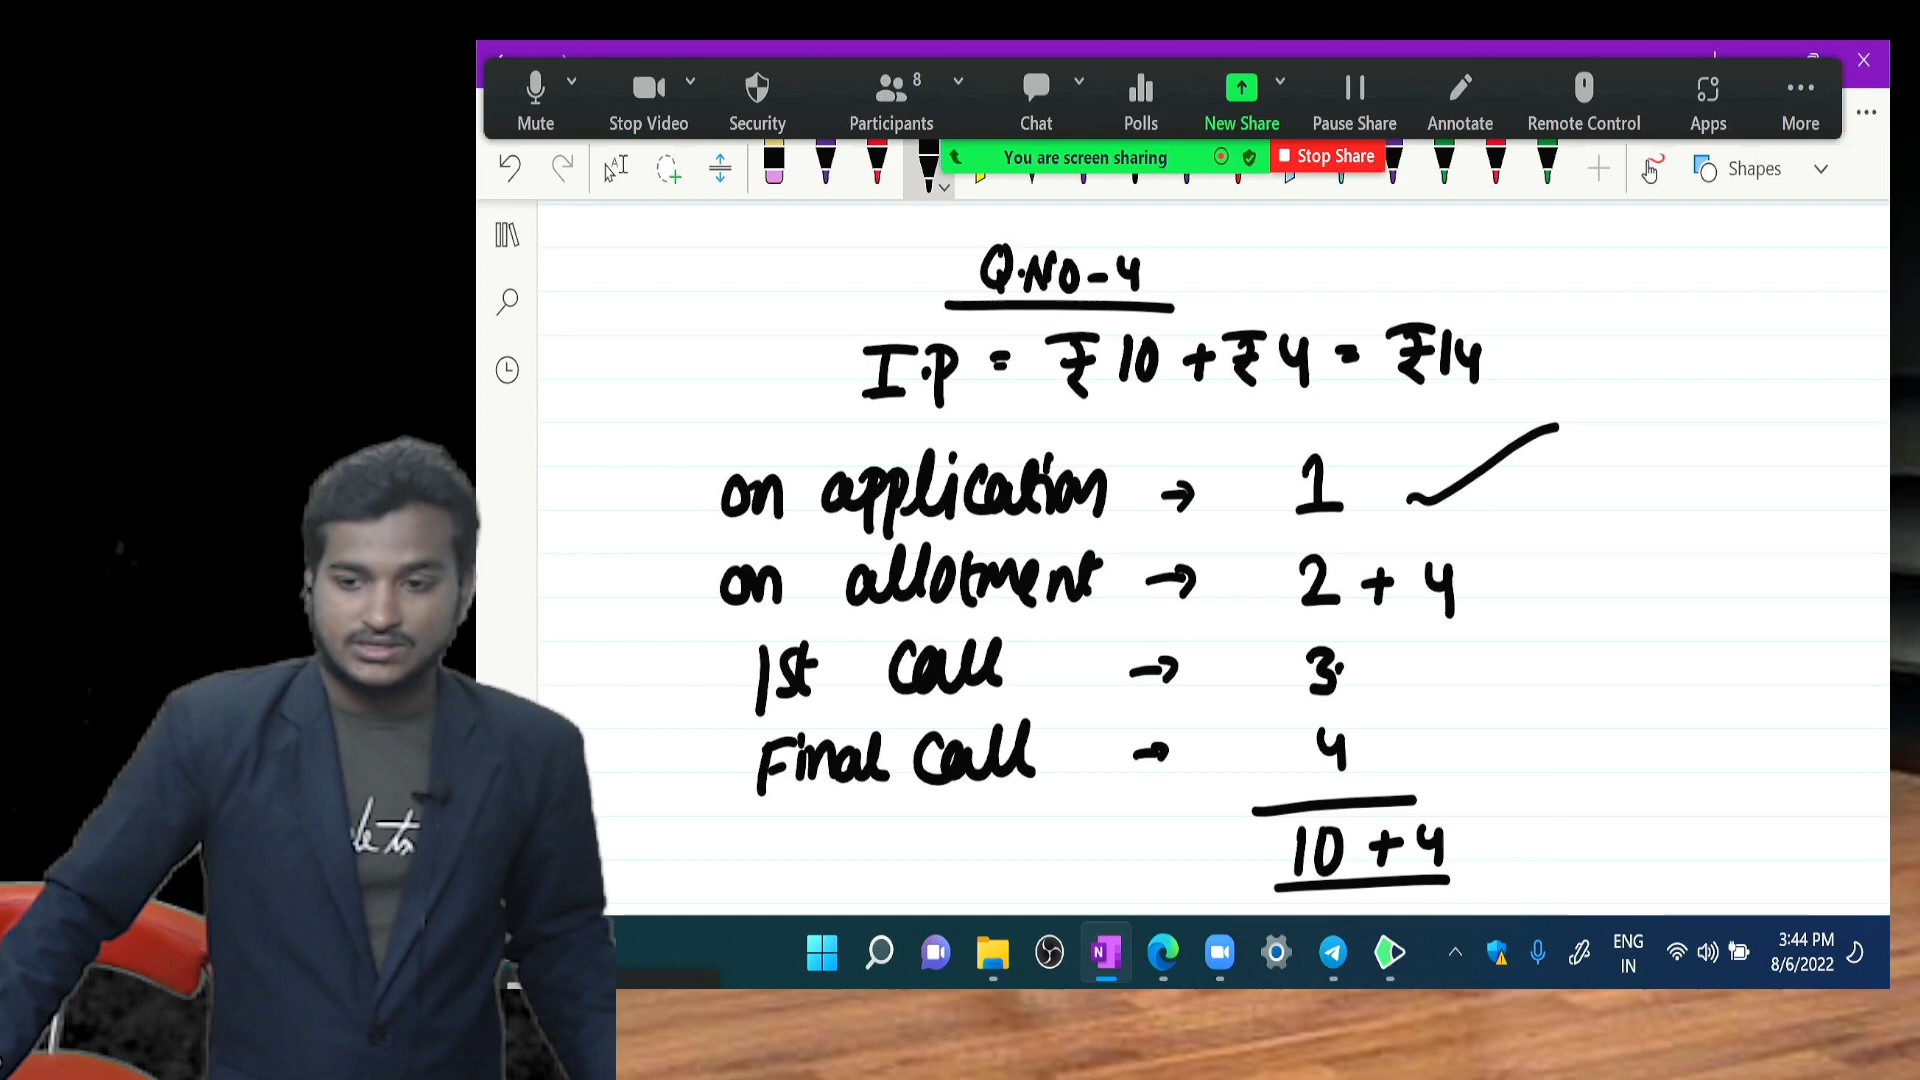 8
Mute
Stop Video
Security
Participants
Chat
Polls
New Share
Pause Share
Annotate
Remote Control
Apps
More
You are screen sharing
Stop Share
Shapes
Q.NO-4
I.P = ₹10 + ₹4 = ₹14
on application → 1
on allotment → 2 + 4
1st call → 3
Final call → 4
10 + 4
ENG
IN
3:44 PM
8/6/2022